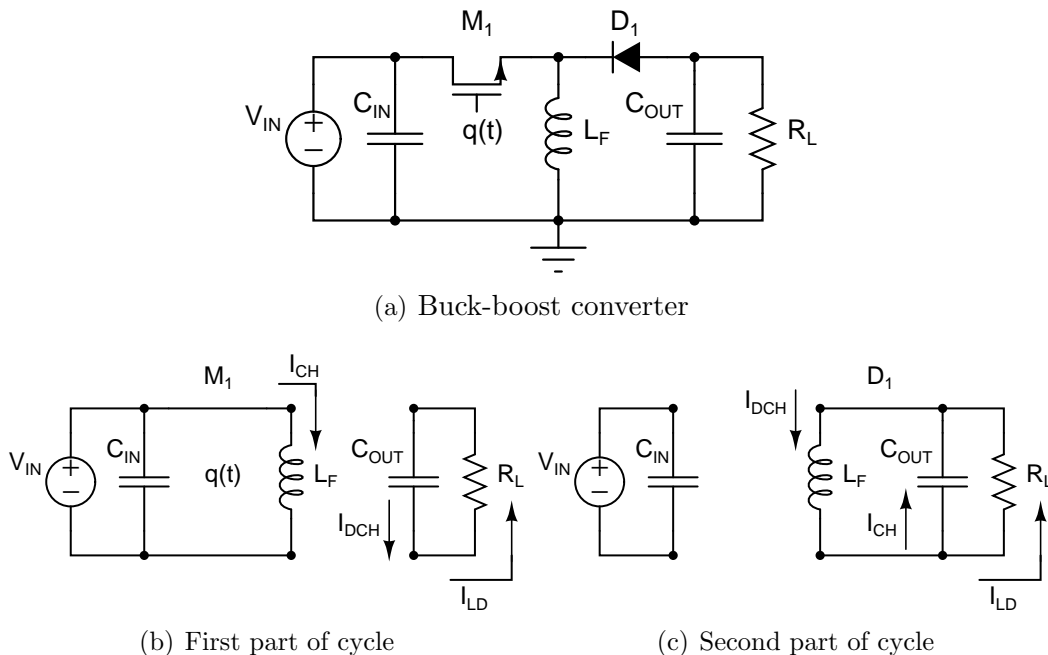 M1 D1
VIN + − CIN q(t) LF COUT RL
(a) Buck-boost converter
M1 ICH
VIN + − CIN q(t) LF COUT RL
IDCH
ILD
(b) First part of cycle
D1
IDCH
VIN + − CIN LF COUT RL
ICH
ILD
(c) Second part of cycle